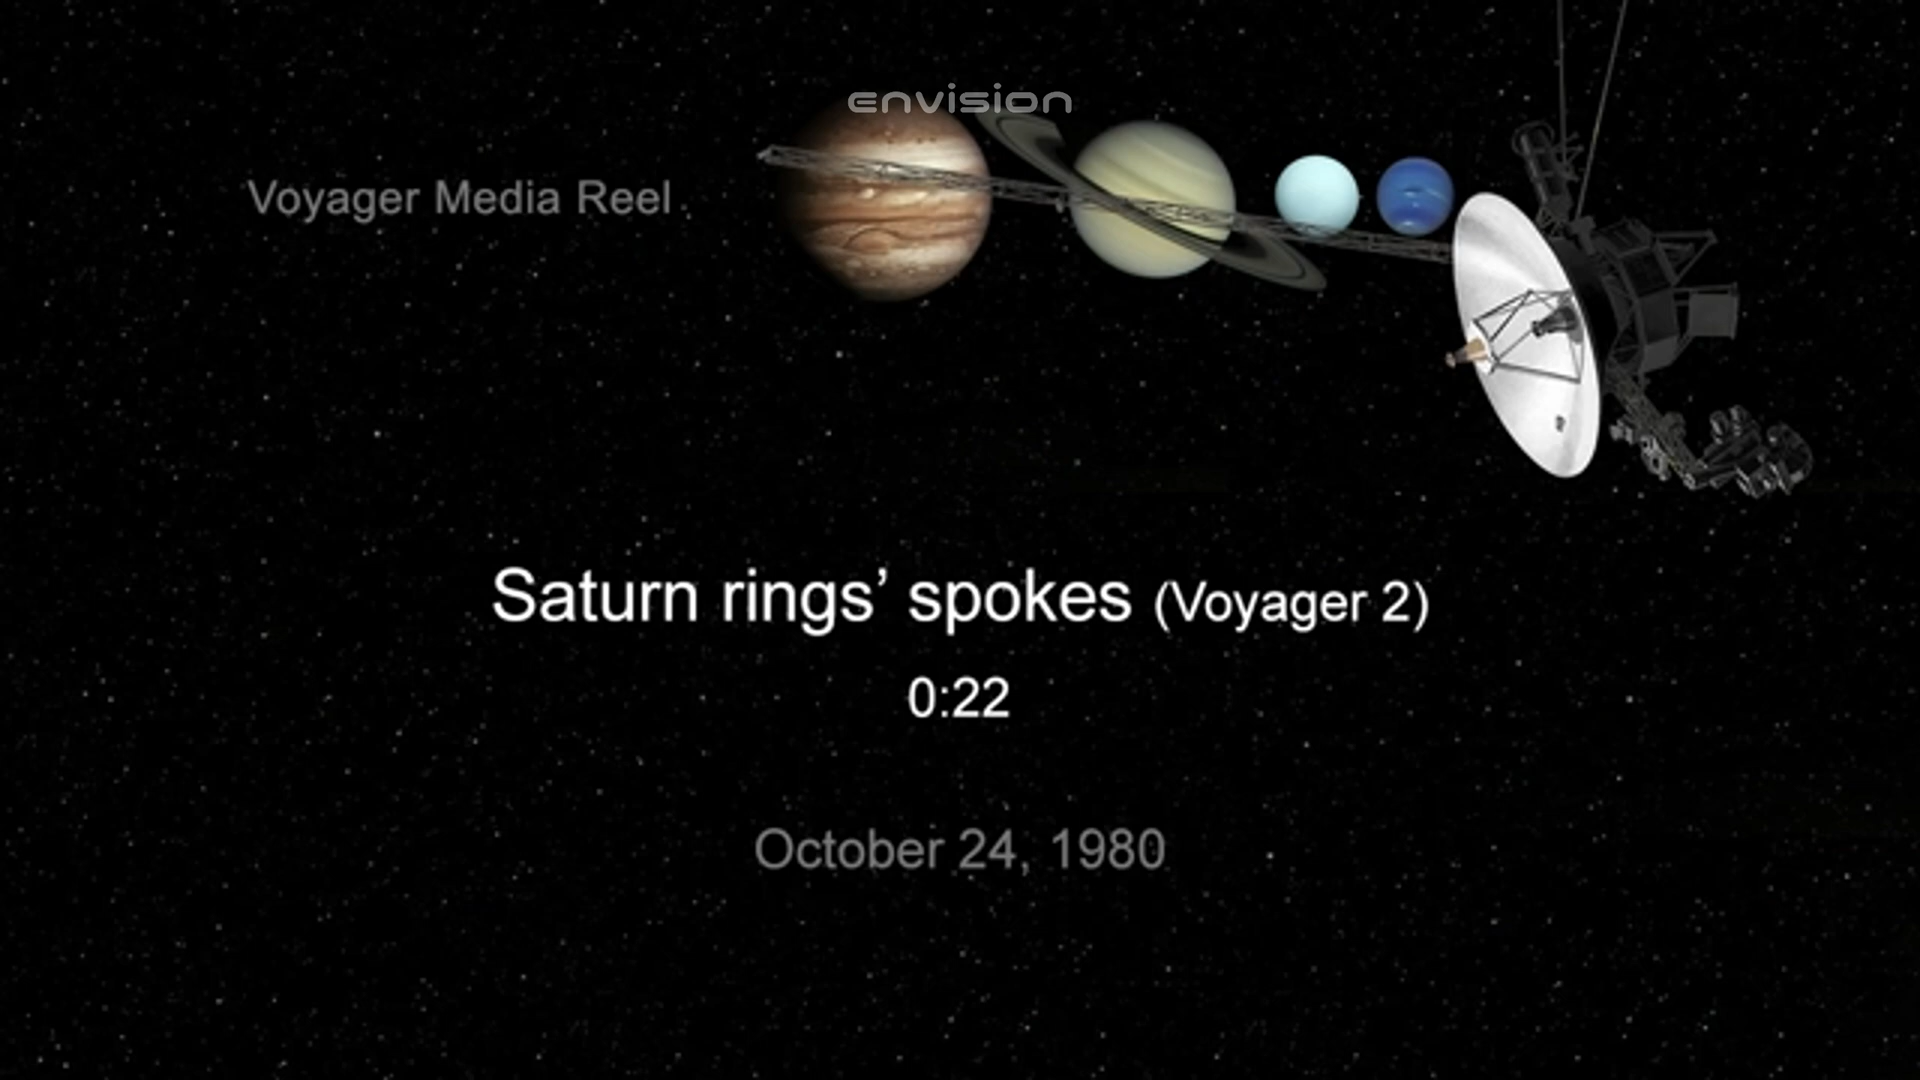 envision
Voyager Media Reel
Saturn rings’ spokes (Voyager 2)
0:22
October 24, 1980